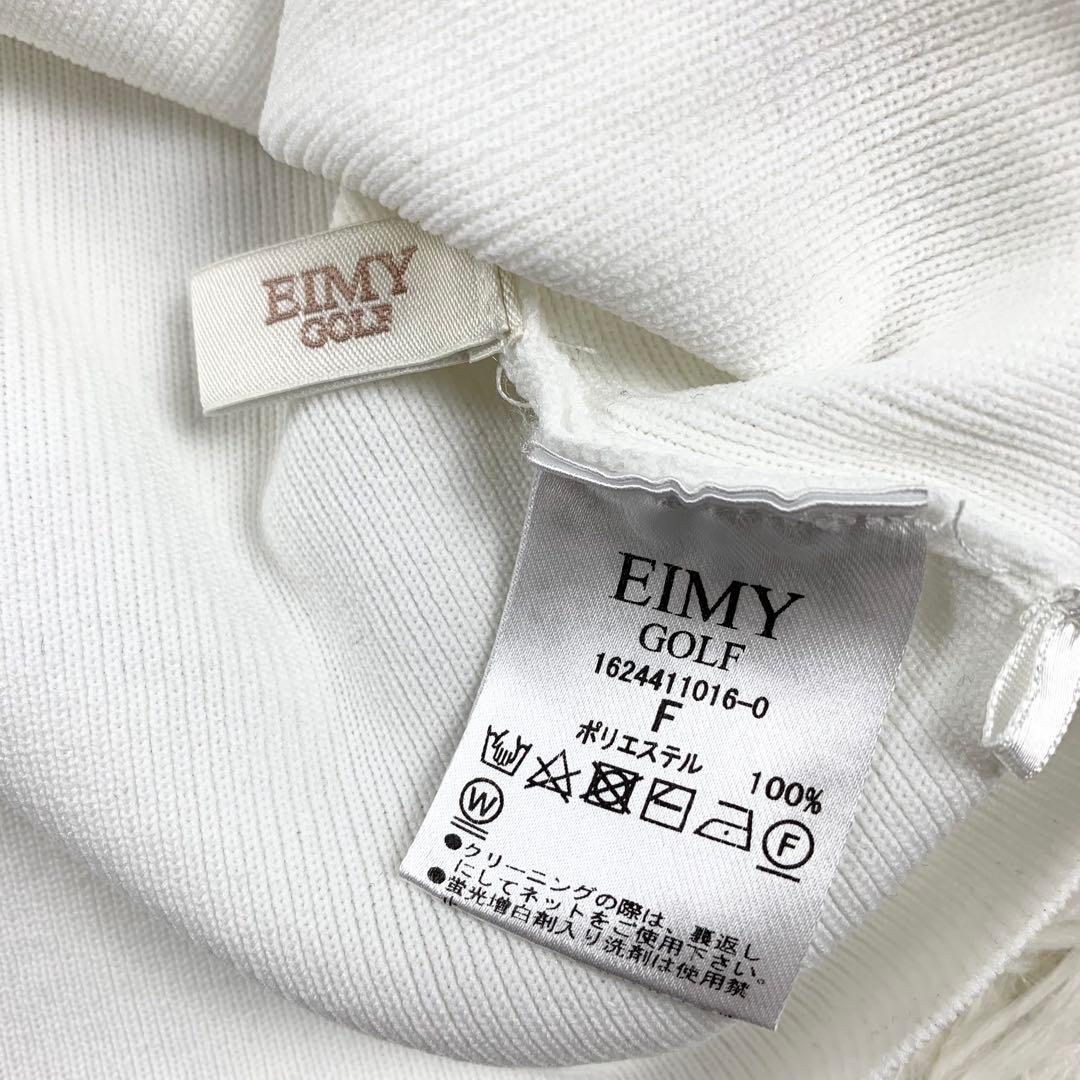 EIMY
GOLF
EIMY
GOLF
1624411016-0
F
ポリエステル 100%
F
W
●クリーニングの際は、裏返し
にしてネットをご使用下さい。
●蛍光増白剤入り洗剤は使用禁